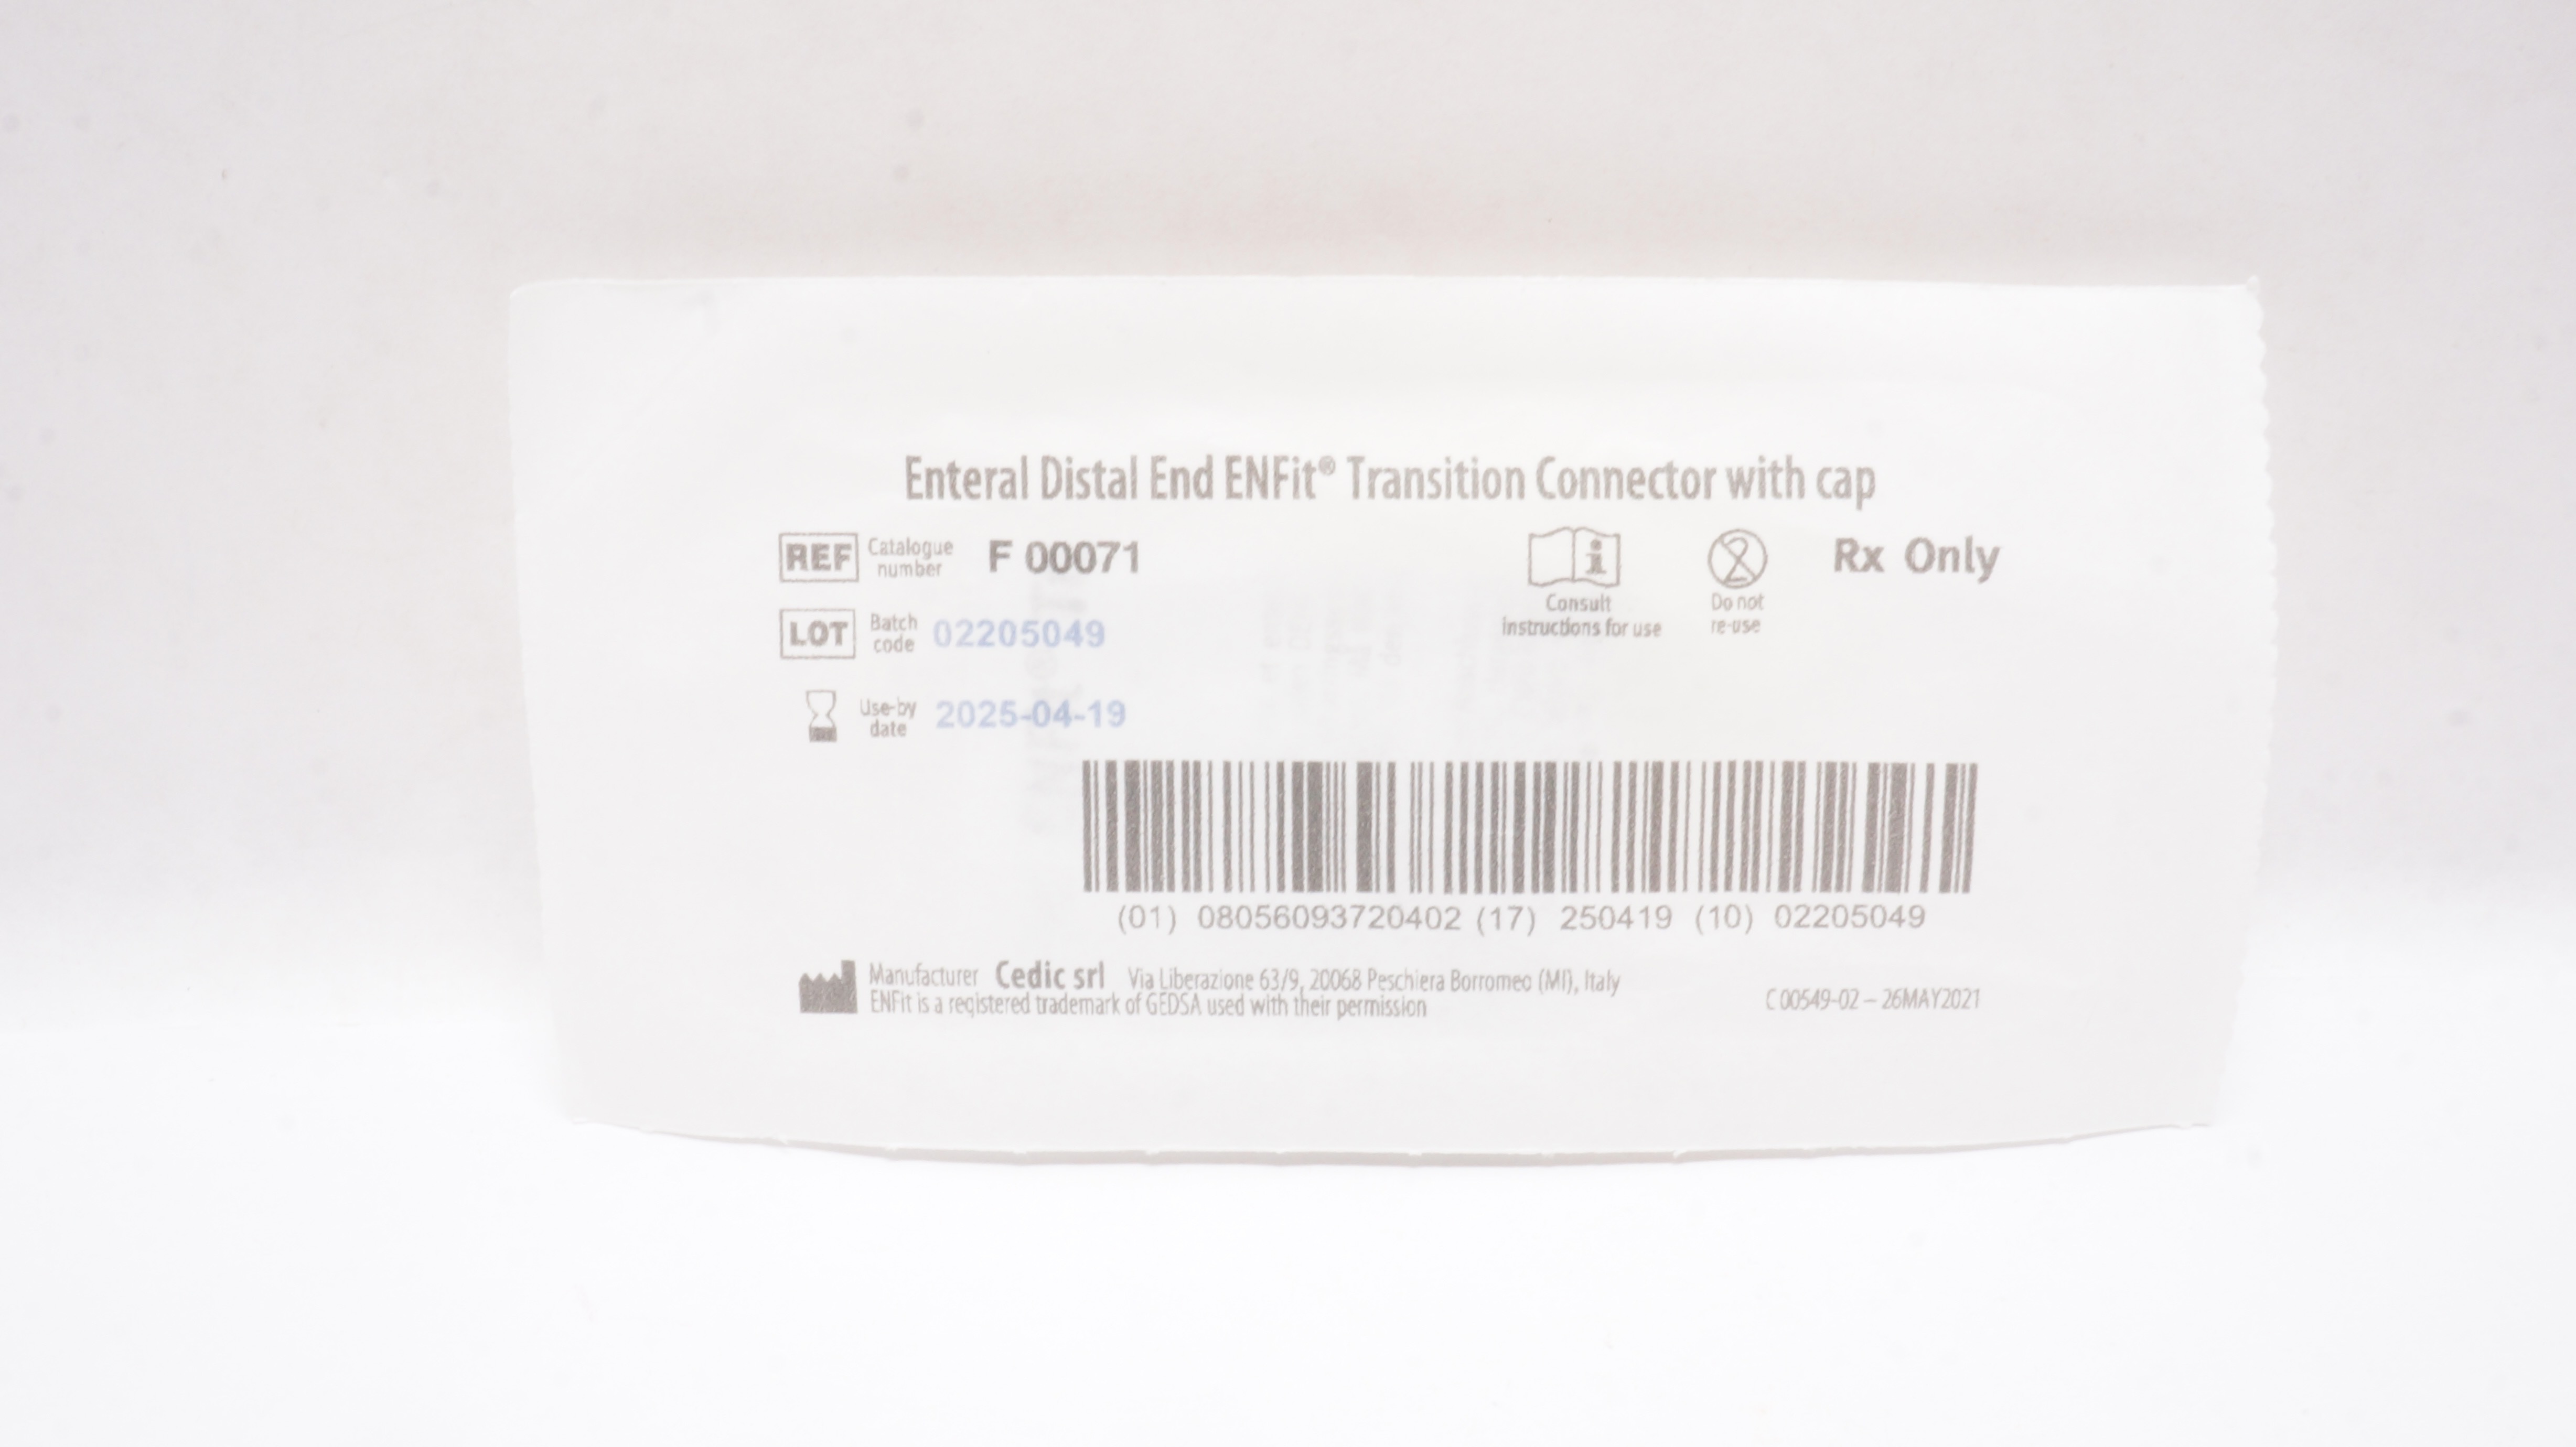 Enteral Distal End ENFit® Transition Connector with cap
REF Catalogue number F 00071
Consult instructions for use
Do not re-use
Rx Only
LOT Batch code 02205049
Use-by date 2025-04-19
(01) 08056093720402 (17) 250419 (10) 02205049
Manufacturer Cedic srl Via Liberazione 63/9, 20068 Peschiera Borromeo (MI), Italy
ENFit is a registered trademark of GEDSA used with their permission
C00549-02 – 26MAY2021